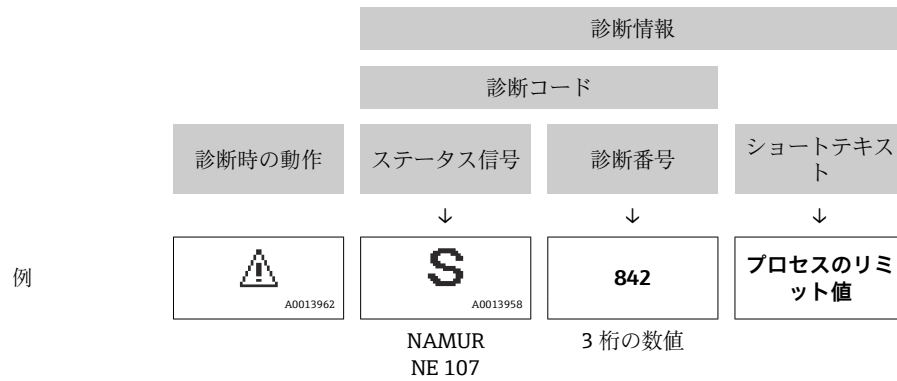 診断情報
診断コード
診断時の動作
ステータス信号
診断番号
ショートテキス
ト
↓
↓
↓
例
A0013962
S
A0013958
842
プロセスのリミ
ット値
NAMUR
NE 107
3 桁の数値